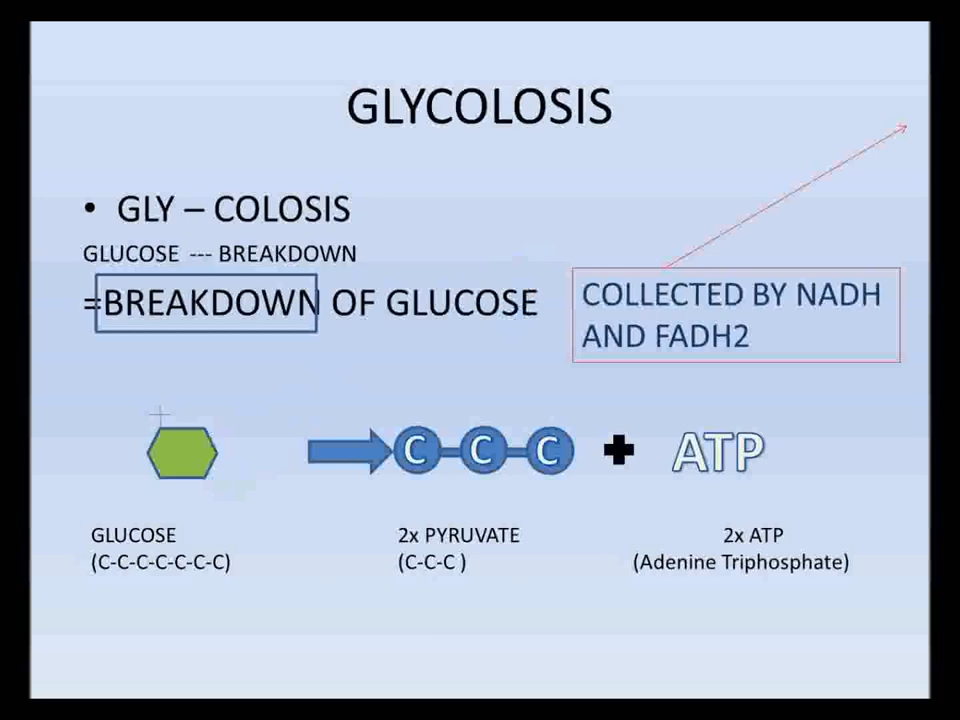 GLYCOLOSIS
• GLY – COLOSIS
GLUCOSE --- BREAKDOWN
=BREAKDOWN OF GLUCOSE
COLLECTED BY NADH
AND FADH2
C C C + ATP
GLUCOSE
(C-C-C-C-C-C-C)
2x PYRUVATE
(C-C-C )
2x ATP
(Adenine Triphosphate)